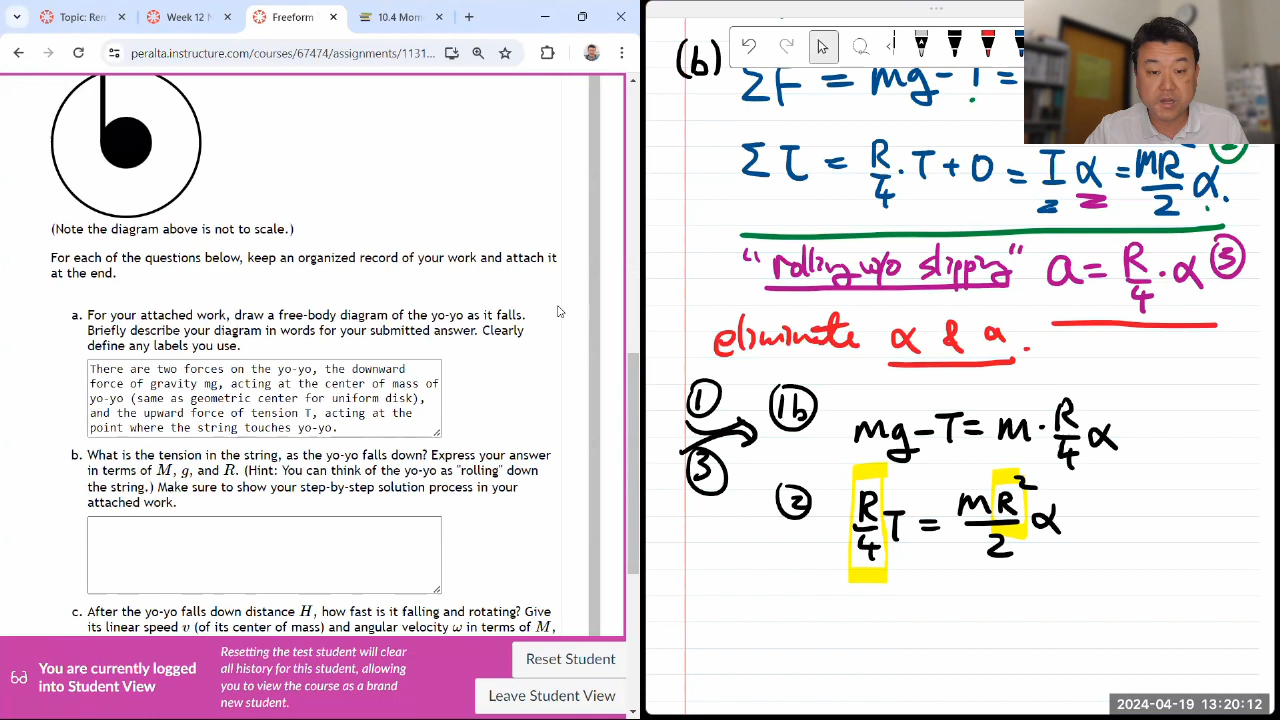 Topic: Rem
Week 12
Freeform
10.4 Mom
peralta.instructure.com/courses/67474/assignments/1131...
(Note the diagram above is not to scale.)
For each of the questions below, keep an organized record of your work and attach it
at the end.
a. For your attached work, draw a free-body diagram of the yo-yo as it falls.
Briefly describe your diagram in words for your submitted answer. Clearly
define any labels you use.
There are two forces on the yo-yo, the downward
force of gravity mg, acting at the center of mass of
yo-yo (same as geometric center for uniform disk),
and the upward force of tension T, acting at the
point where the string touches yo-yo.
b. What is the tension in the string, as the yo-yo falls down? Express your answer
in terms of M, g, and R. (Hint: You can think of the yo-yo as "rolling" down
the string.) Make sure to show your step-by-step solution process in your
attached work.
c. After the yo-yo falls down distance H, how fast is it falling and rotating? Give
its linear speed v (of its center of mass) and angular velocity ω in terms of M,
You are currently logged
into Student View
Resetting the test student will clear
all history for this student, allowing
you to view the course as a brand
new student.
Reset Student
Leave Student View
(b)
ΣF = mg - T =
Στ = R/4 · T + 0 = I α = MR²/2 α
"rolling w/o slipping" a = R/4 · α ③
eliminate α & a.
① ③ 1b mg - T = m · R/4 α
② R/4 T = mR²/2 α
2024-04-19 13:20:12